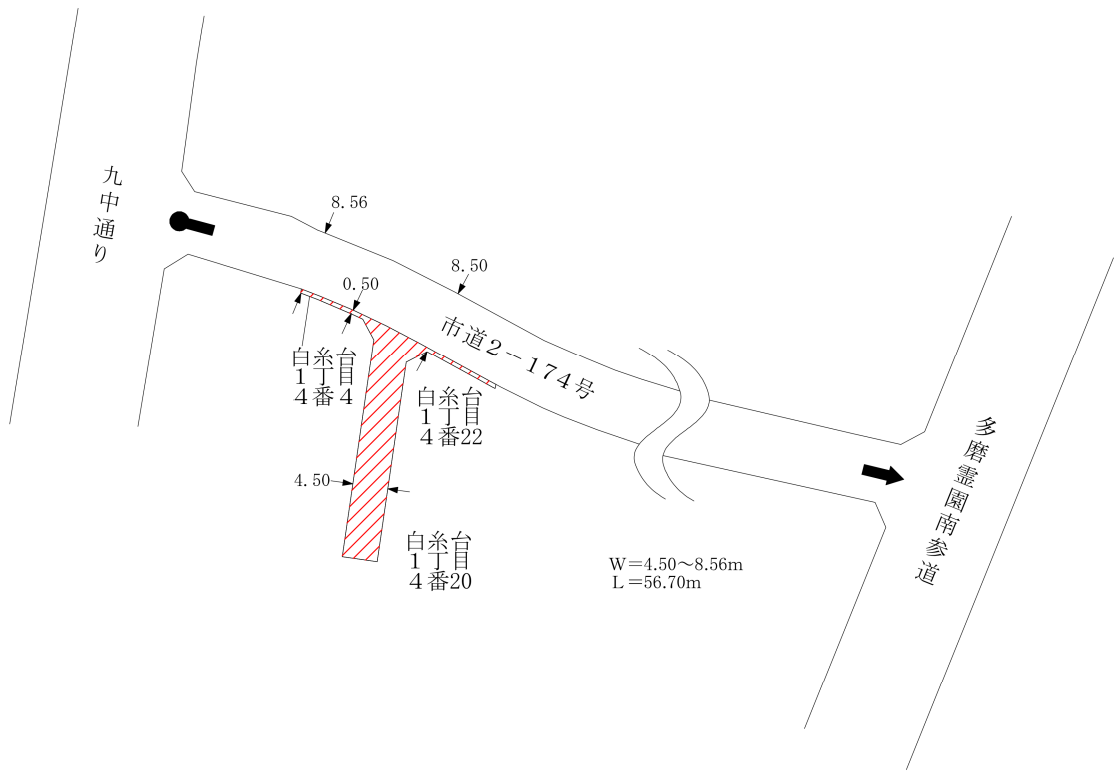 九中通り
8.56
8.50
0.50
市道2-174号
白糸台
1丁目
4番4
白糸台
1丁目
4番22
4.50
白糸台
1丁目
4番20
W=4.50～8.56m
L=56.70m
多磨霊園南参道